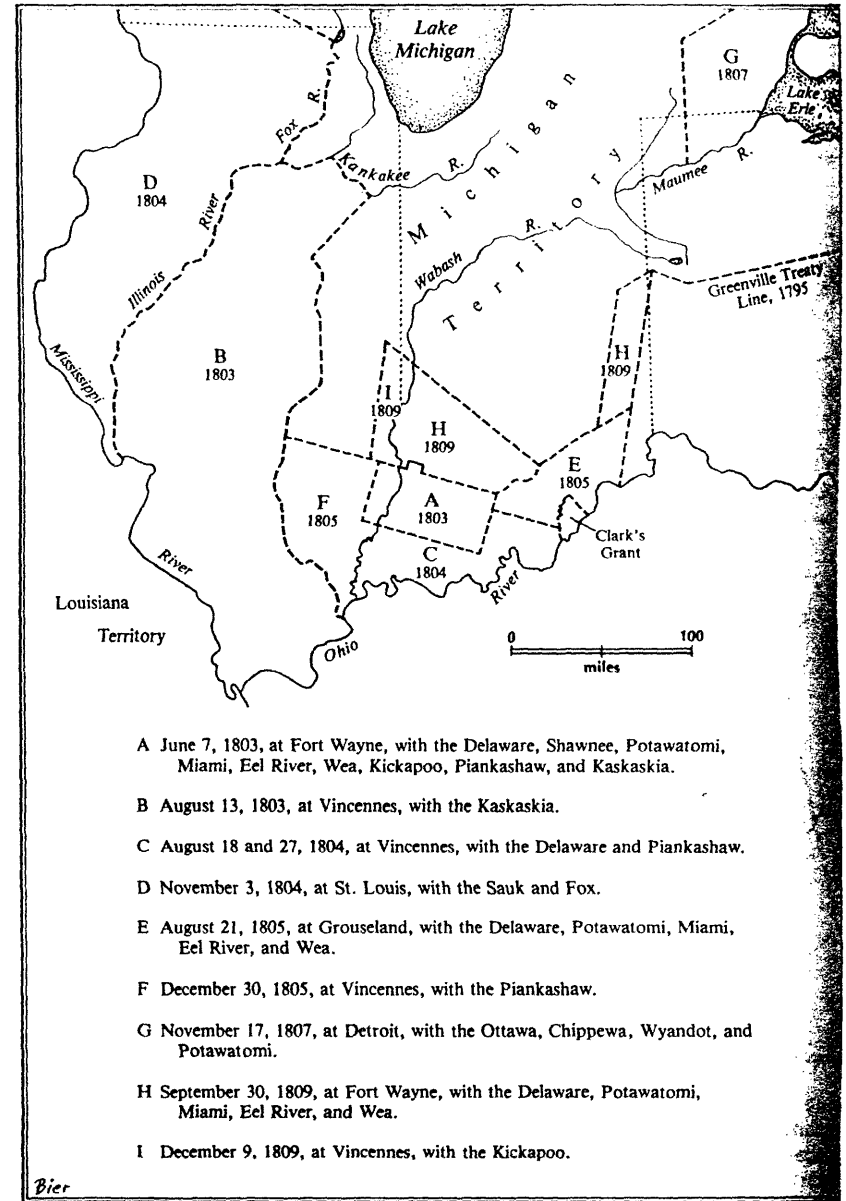 Lake
Michigan
G
1807
Lake
Erie
Fox R.
Kankakee R.
Maumee R.
Michigan
Territory
D
1804
Illinois River
Wabash R.
Greenville Treaty
Line, 1795
Mississippi
B
1803
H
1809
I
1809
H
1809
E
1805
F
1805
A
1803
Clark's
Grant
C
1804
River
River
Louisiana
Territory
Ohio
0 100
miles
A June 7, 1803, at Fort Wayne, with the Delaware, Shawnee, Potawatomi,
Miami, Eel River, Wea, Kickapoo, Piankashaw, and Kaskaskia.
B August 13, 1803, at Vincennes, with the Kaskaskia.
C August 18 and 27, 1804, at Vincennes, with the Delaware and Piankashaw.
D November 3, 1804, at St. Louis, with the Sauk and Fox.
E August 21, 1805, at Grouseland, with the Delaware, Potawatomi, Miami,
Eel River, and Wea.
F December 30, 1805, at Vincennes, with the Piankashaw.
G November 17, 1807, at Detroit, with the Ottawa, Chippewa, Wyandot, and
Potawatomi.
H September 30, 1809, at Fort Wayne, with the Delaware, Potawatomi,
Miami, Eel River, and Wea.
I December 9, 1809, at Vincennes, with the Kickapoo.
Bier